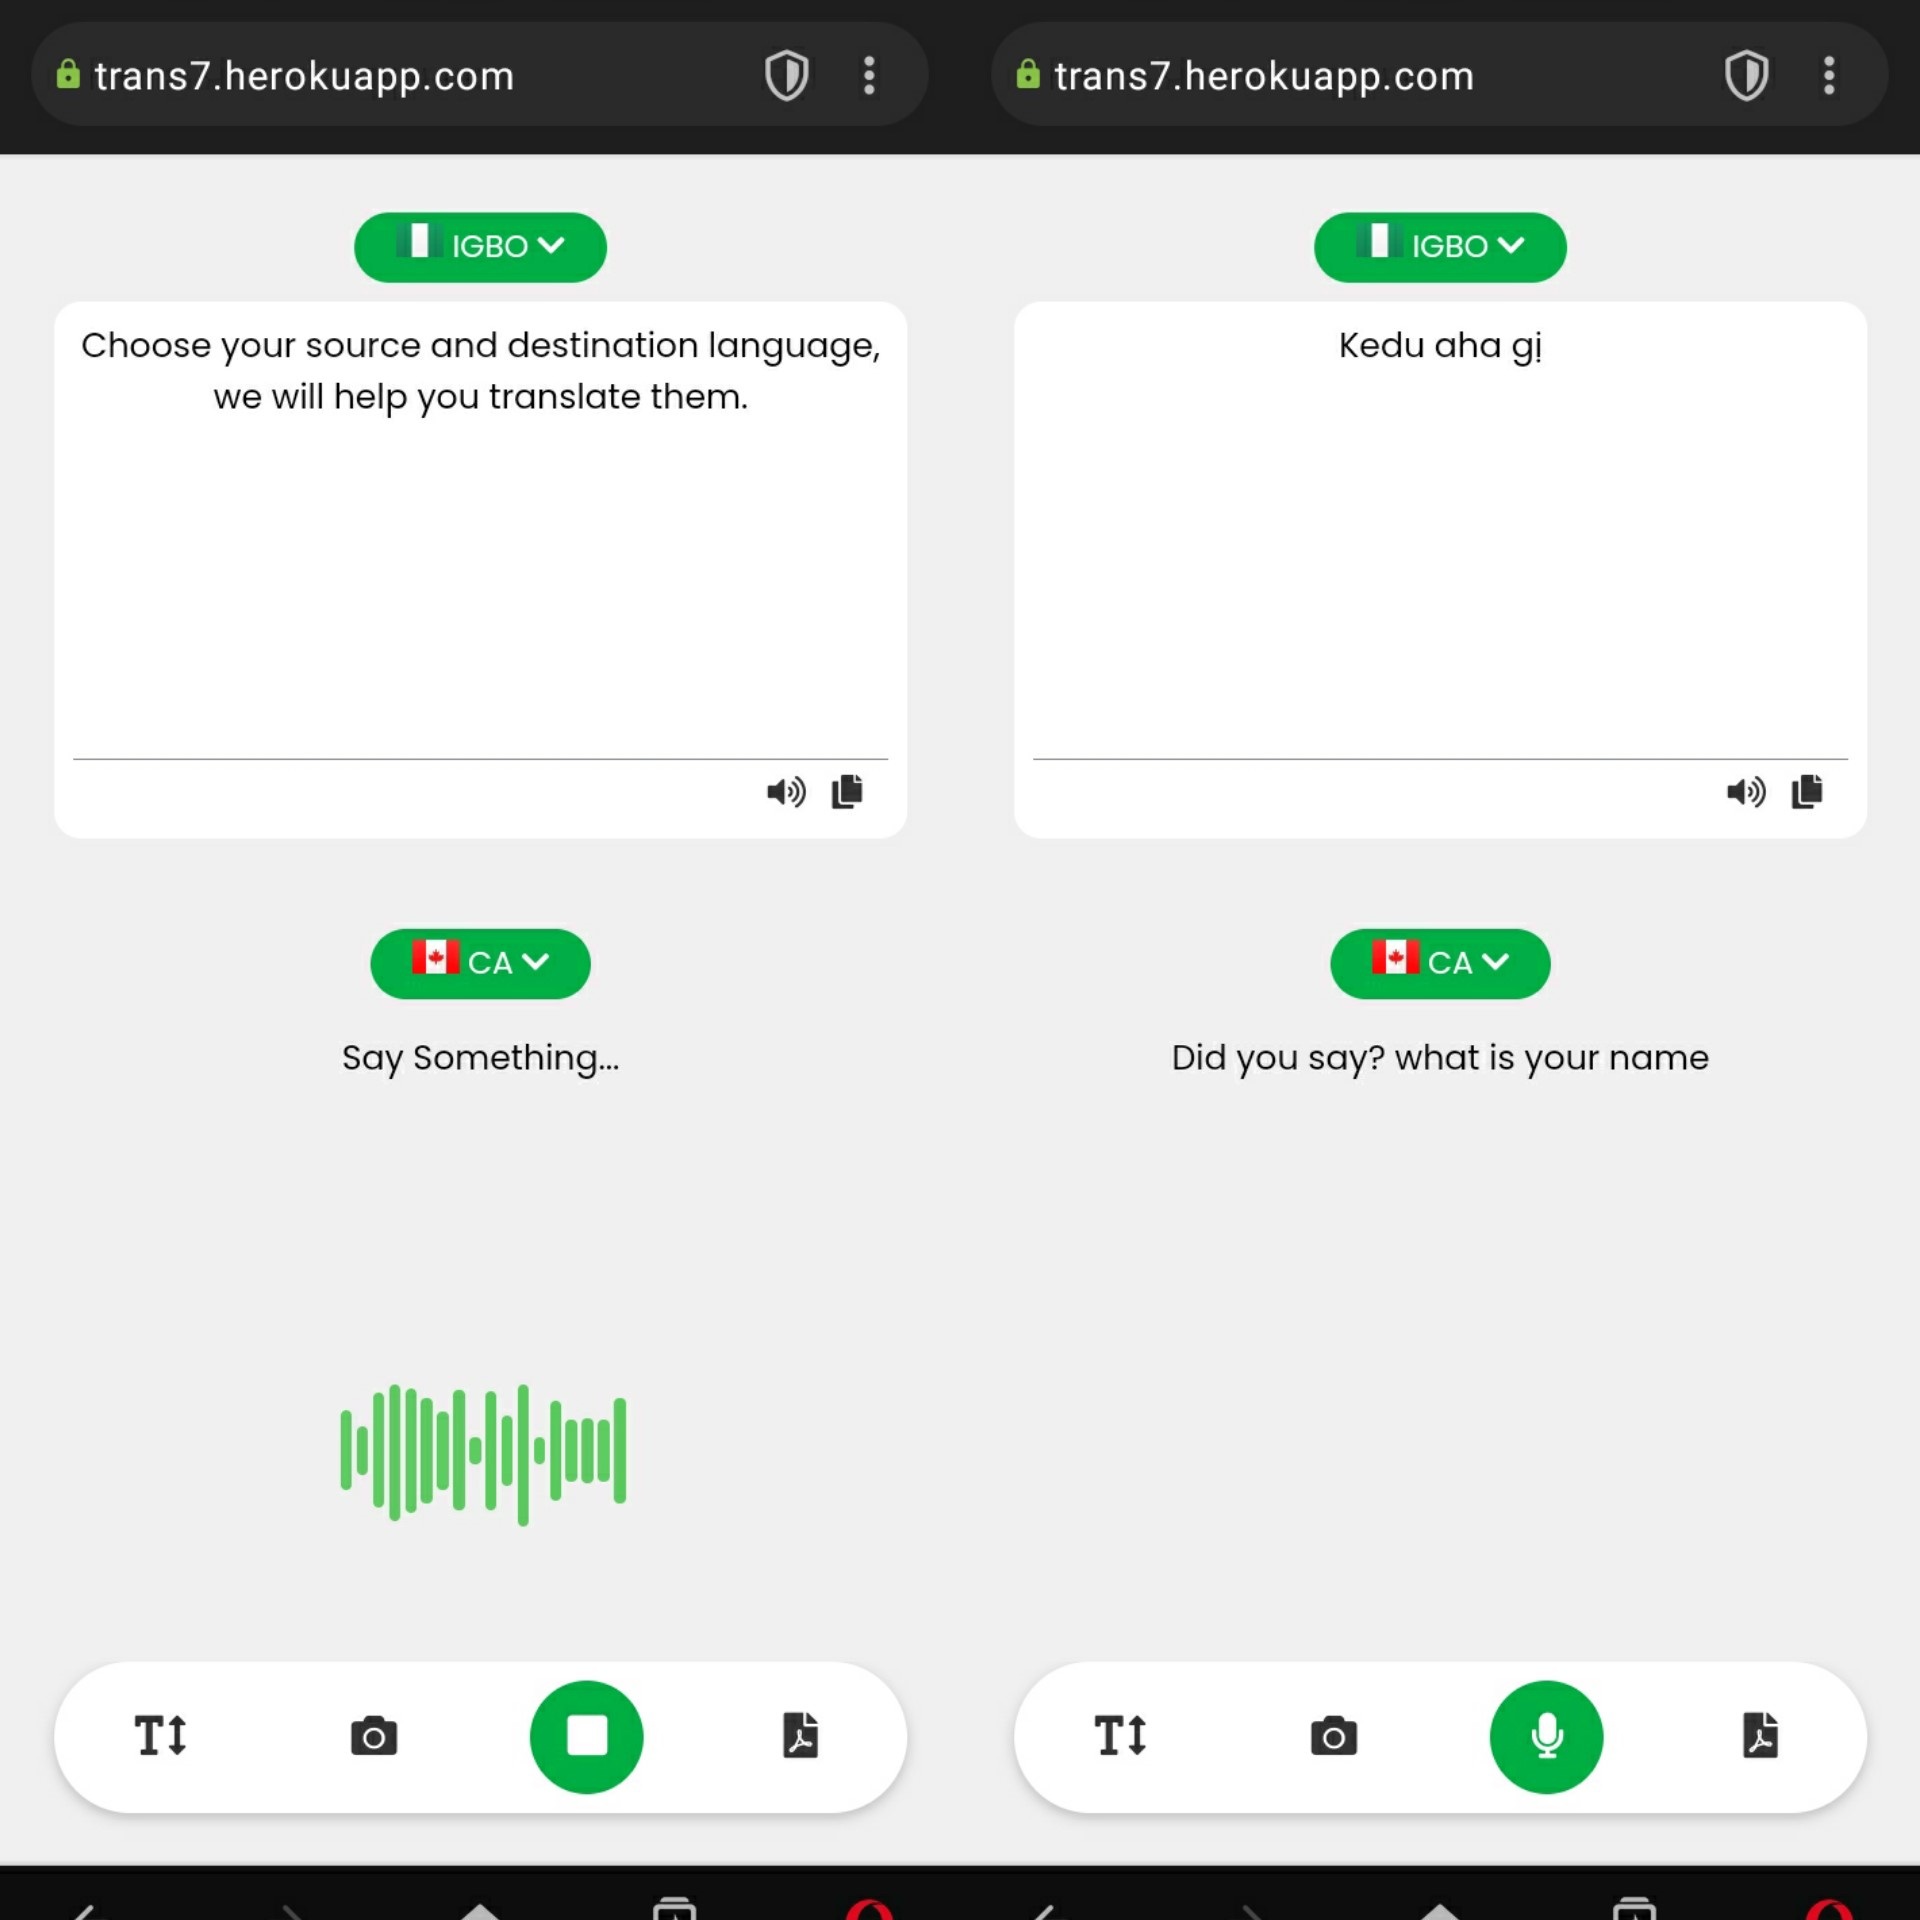 trans7.herokuapp.com
IGBO
Choose your source and destination language,
we will help you translate them.
CA
Say Something...
trans7.herokuapp.com
IGBO
Kedu aha gị
CA
Did you say? what is your name